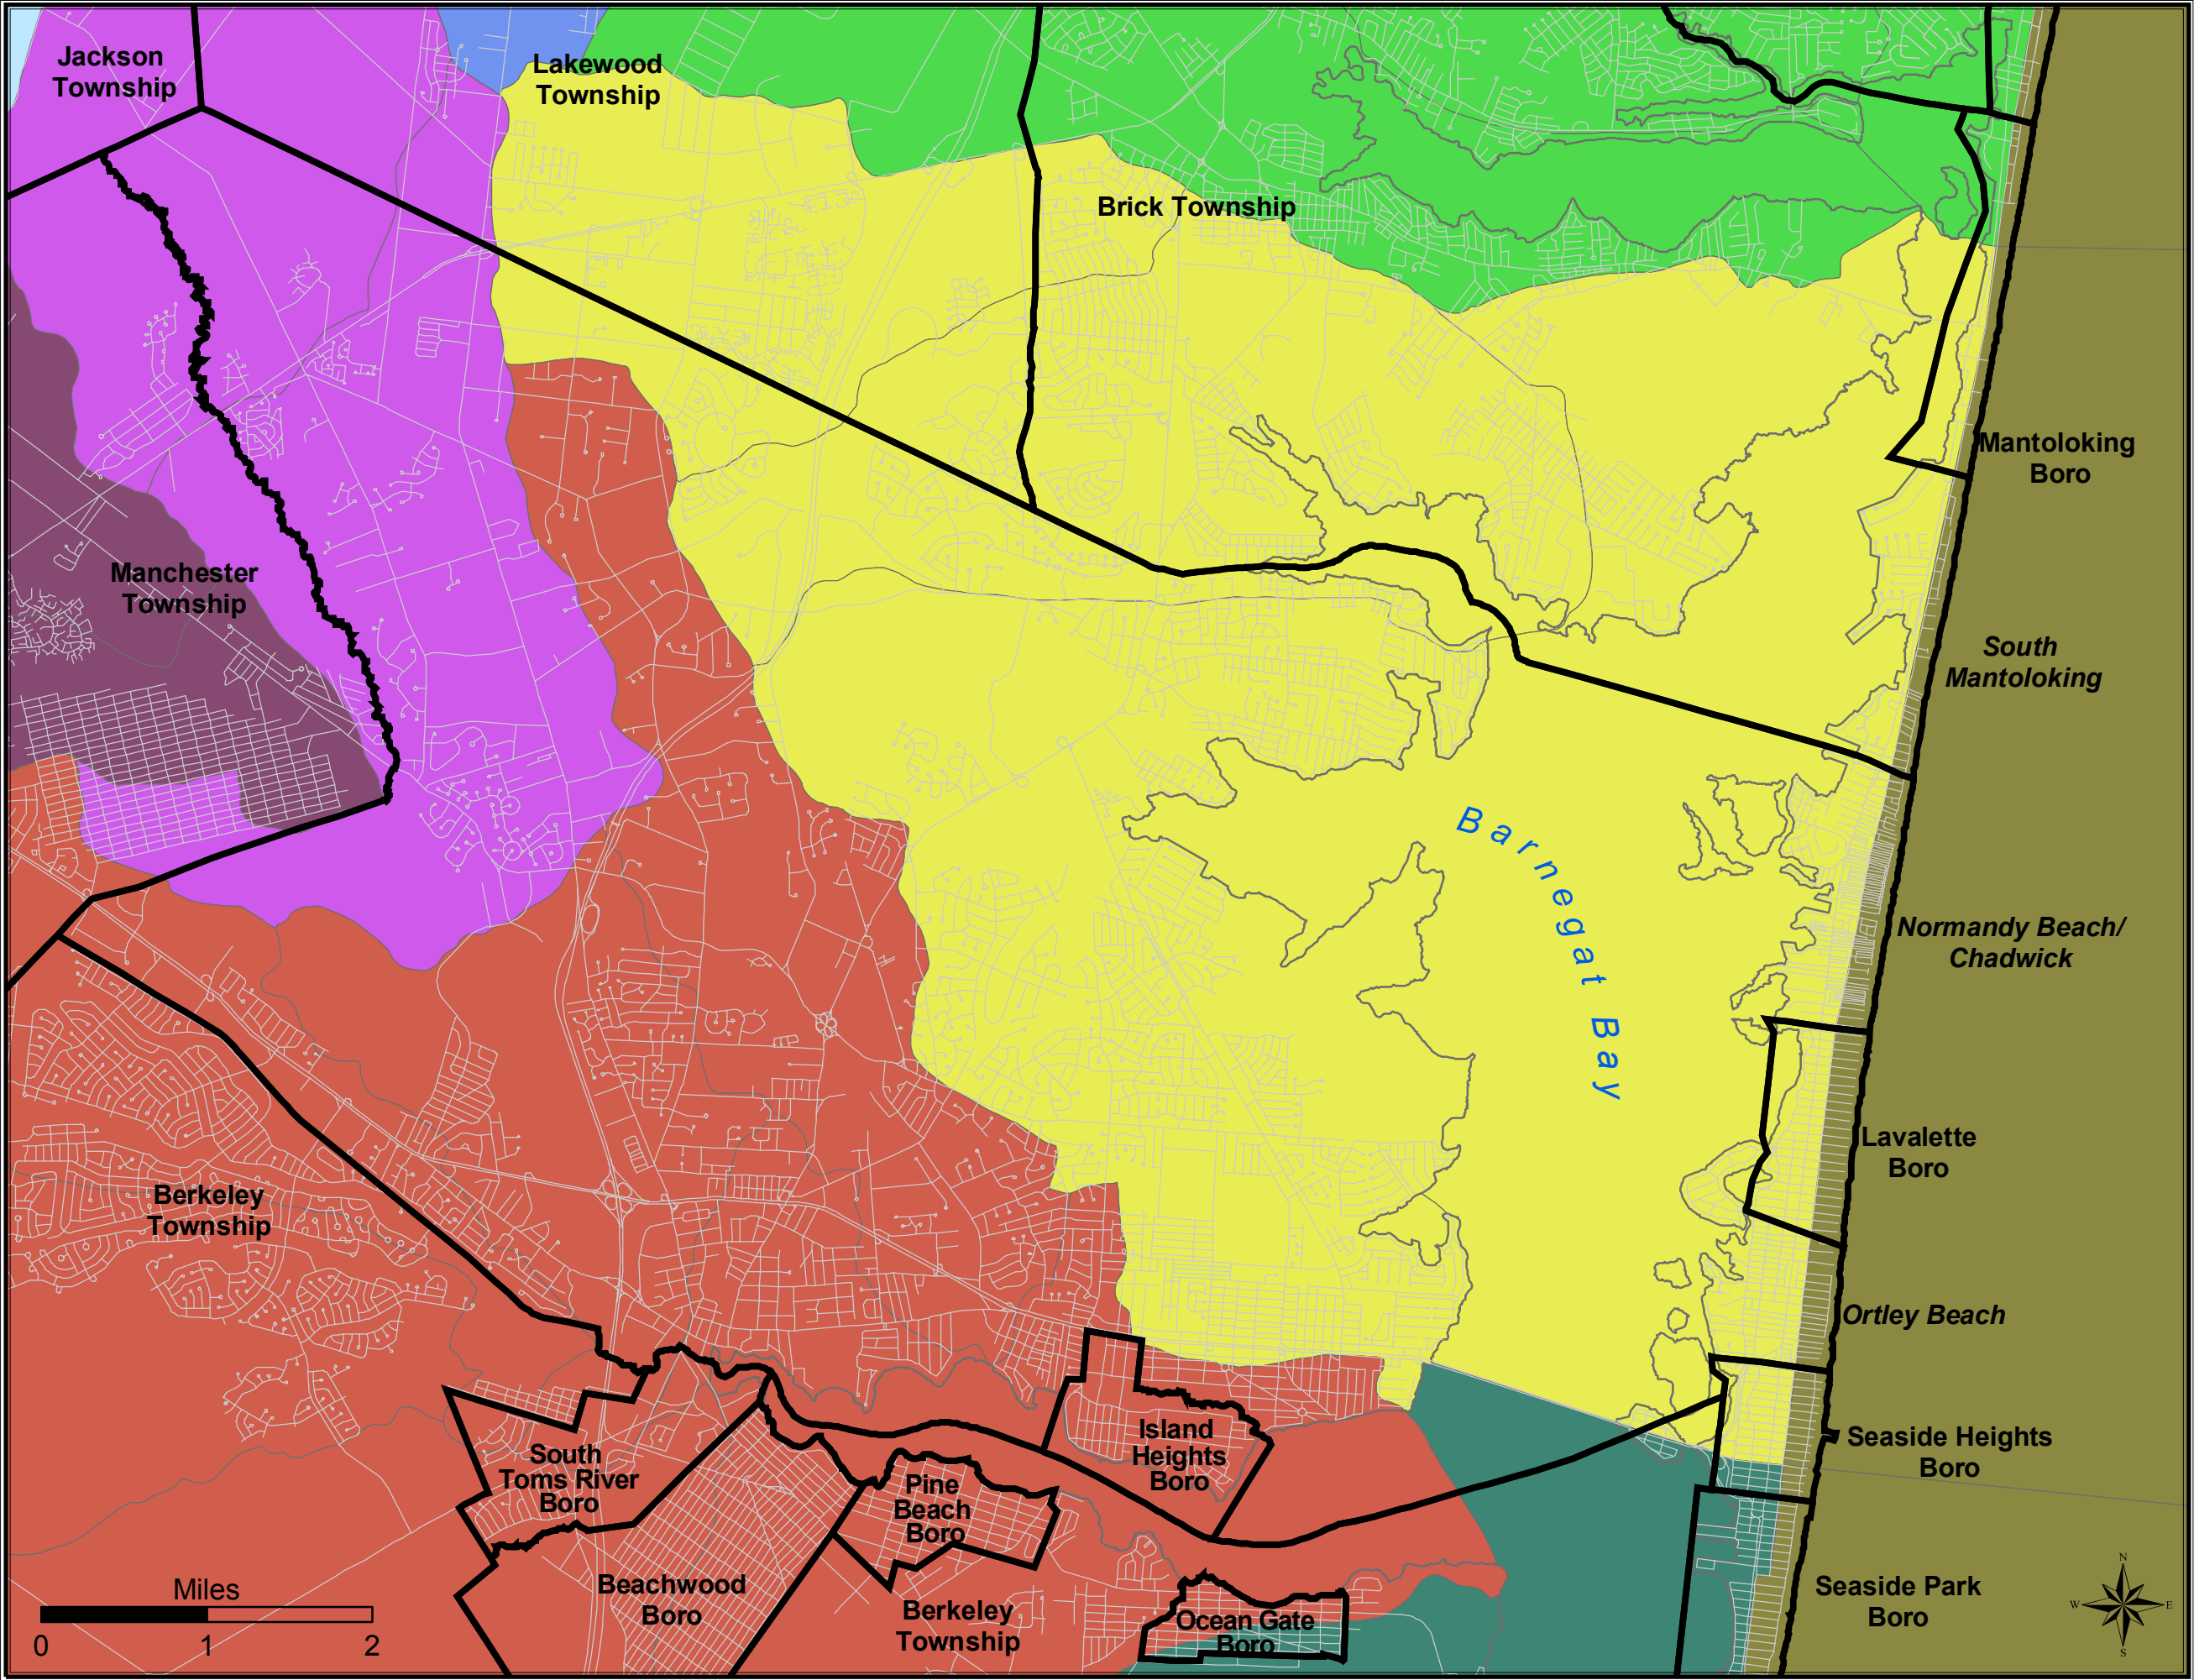 Jackson
Township
Lakewood
Township
Brick Township
Mantoloking
Boro
Manchester
Township
South
Mantoloking
Barnegat Bay
Normandy Beach/
Chadwick
Lavalette
Boro
Berkeley
Township
Ortley Beach
Island
Heights
Boro
Seaside Heights
Boro
South
Toms River
Boro
Pine
Beach
Boro
Beachwood
Boro
Berkeley
Township
Ocean Gate
Boro
Seaside Park
Boro
Miles
0 1 2
N
W E
S